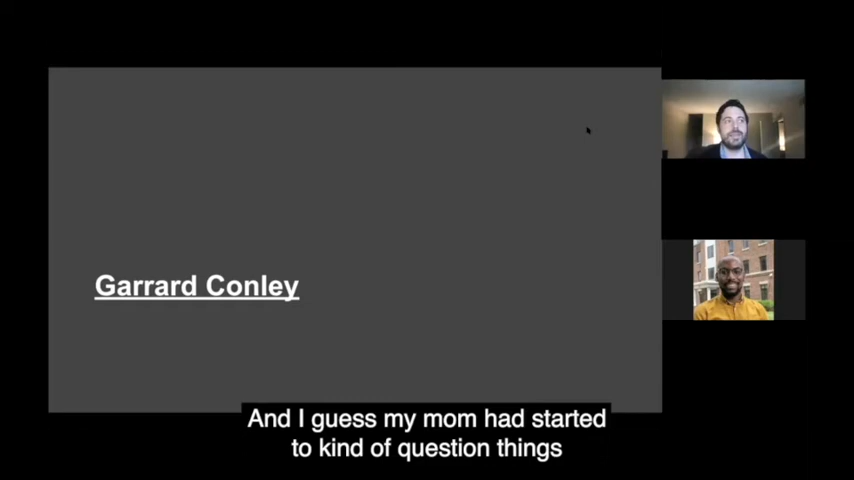 Garrard Conley
And I guess my mom had started
to kind of question things